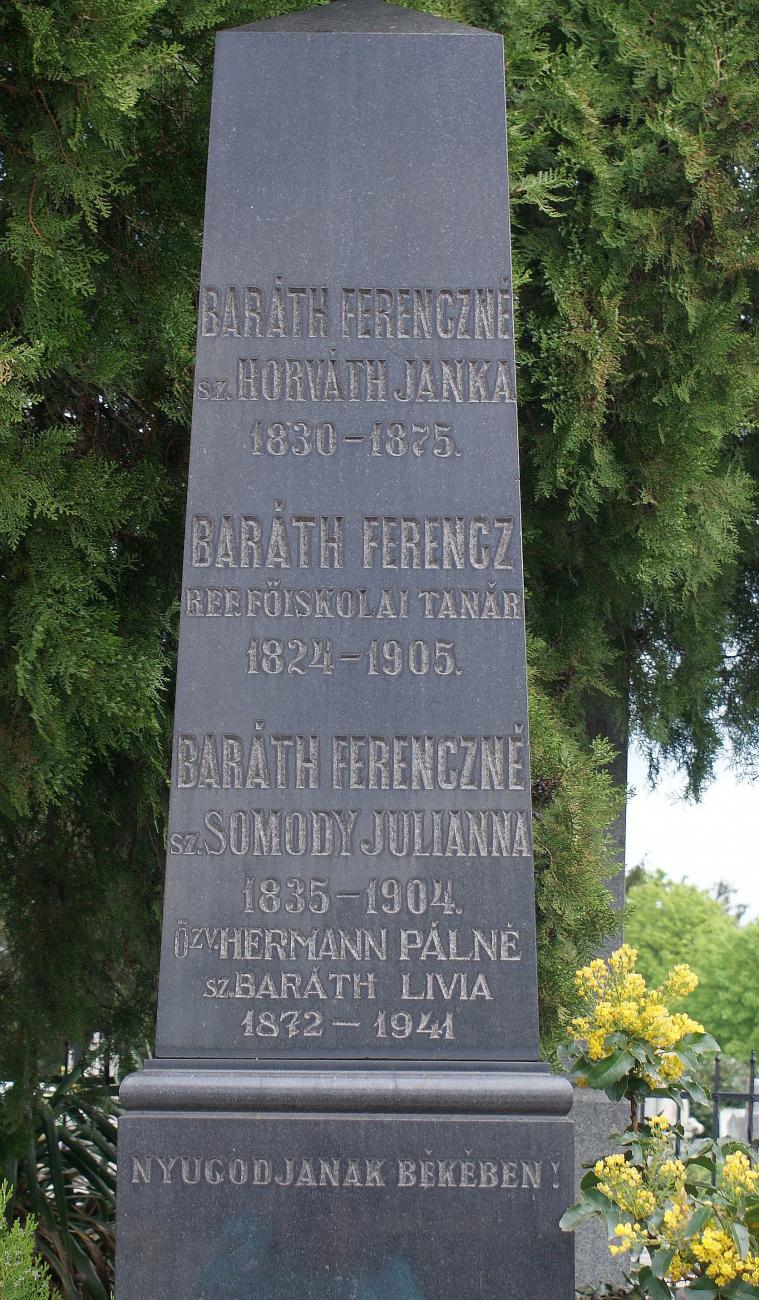 BARÁTH FERENCZNÉ
SZ. HORVÁTH JANKA
1830-1875.
BARÁTH FERENCZ
REF FŐISKOLAI TANÁR
1824-1905.
BARÁTH FERENCZNÉ
SZ. SOMODY JULIANNA
1835-1904.
ÖZV. HERMANN PÁLNÉ
SZ. BARÁTH LIVIA
1872-1941
NYUGODJANAK BÉKÉBEN!